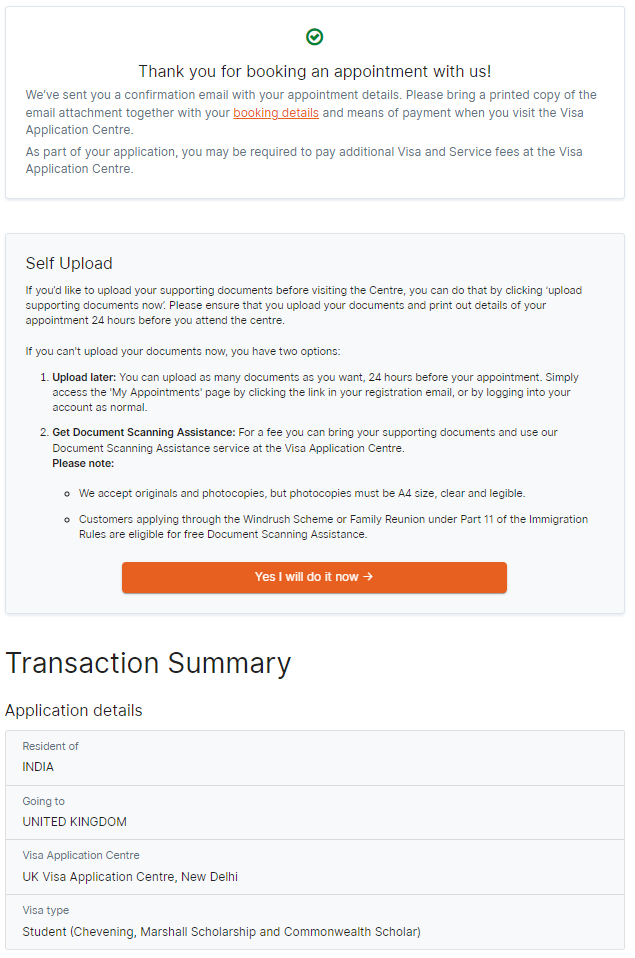 Thank you for booking an appointment with us!
We've sent you a confirmation email with your appointment details. Please bring a printed copy of the
email attachment together with your booking details and means of payment when you visit the Visa
Application Centre.
As part of your application, you may be required to pay additional Visa and Service fees at the Visa
Application Centre.
Self Upload
If you'd like to upload your supporting documents before visiting the Centre, you can do that by clicking 'upload
supporting documents now'. Please ensure that you upload your documents and print out details of your
appointment 24 hours before you attend the centre.
If you can't upload your documents now, you have two options:
1. Upload later: You can upload as many documents as you want, 24 hours before your appointment. Simply
access the 'My Appointments' page by clicking the link in your registration email, or by logging into your
account as normal.
2. Get Document Scanning Assistance: For a fee you can bring your supporting documents and use our
Document Scanning Assistance service at the Visa Application Centre.
Please note:
We accept originals and photocopies, but photocopies must be A4 size, clear and legible.
Customers applying through the Windrush Scheme or Family Reunion under Part 11 of the Immigration
Rules are eligible for free Document Scanning Assistance.
Yes I will do it now →
Transaction Summary
Application details
Resident of
INDIA
Going to
UNITED KINGDOM
Visa Application Centre
UK Visa Application Centre, New Delhi
Visa type
Student (Chevening, Marshall Scholarship and Commonwealth Scholar)